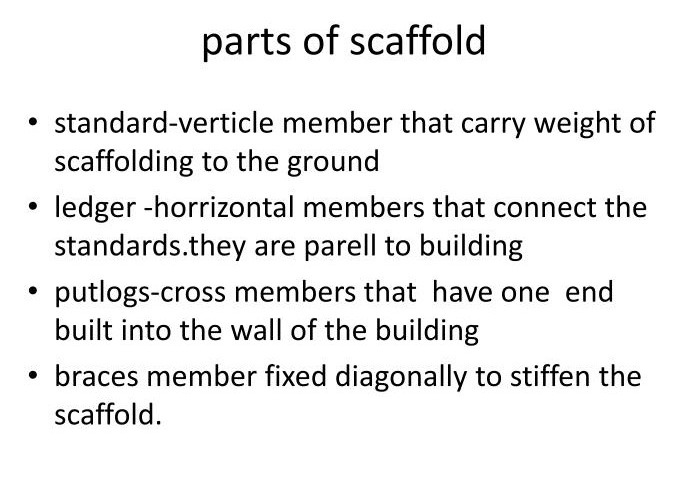 parts of scaffold
• standard-verticle member that carry weight of
scaffolding to the ground
• ledger -horrizontal members that connect the
standards.they are parell to building
• putlogs-cross members that  have one  end
built into the wall of the building
• braces member fixed diagonally to stiffen the
scaffold.